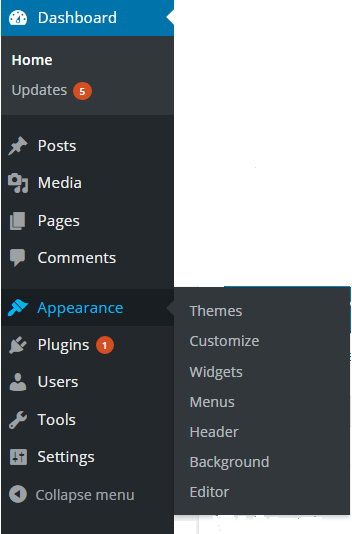 Dashboard
Home
Updates 5
Posts
Media
Pages
Comments
Appearance
Themes
Customize
Widgets
Menus
Header
Background
Editor
Plugins 1
Users
Tools
Settings
Collapse menu